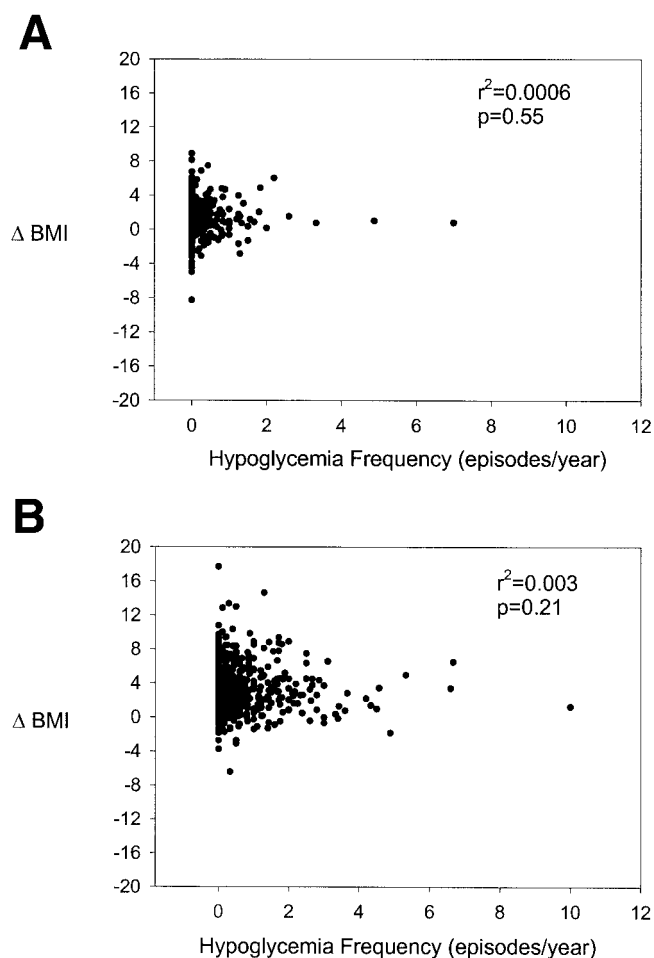 A
20
16
12
8
4
0
-4
-8
-12
-16
-20
Δ BMI
r²=0.0006
p=0.55
0 2 4 6 8 10 12
Hypoglycemia Frequency (episodes/year)
B
20
16
12
8
4
0
-4
-8
-12
-16
-20
Δ BMI
r²=0.003
p=0.21
0 2 4 6 8 10 12
Hypoglycemia Frequency (episodes/year)